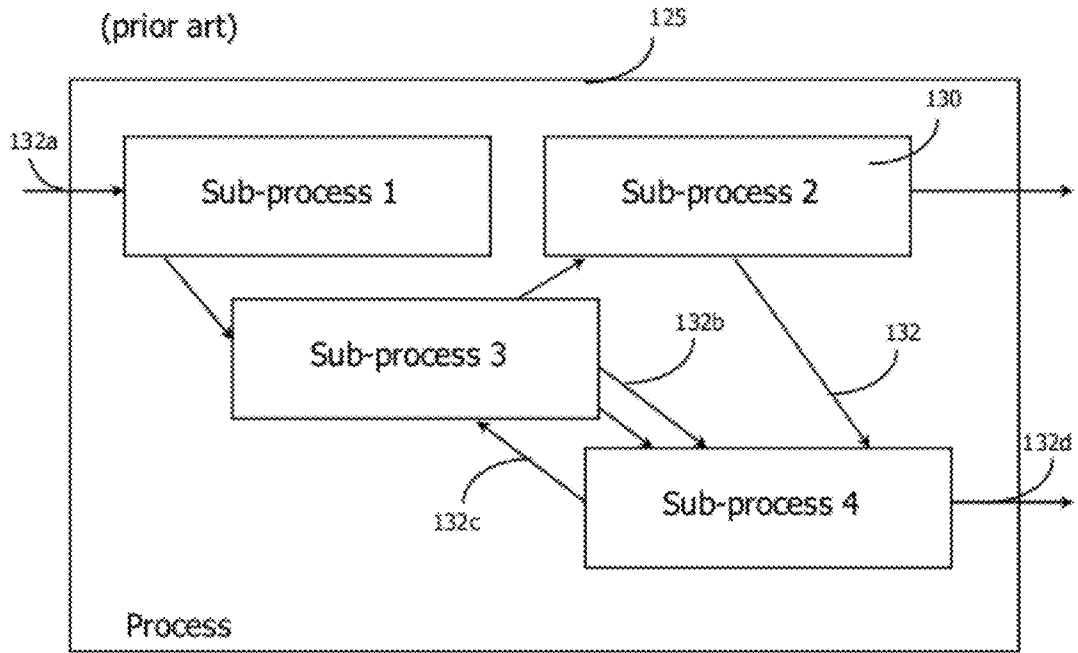 (prior art)
125
130
132a
Sub-process 1
Sub-process 2
132b
132
Sub-process 3
132d
Sub-process 4
132c
Process